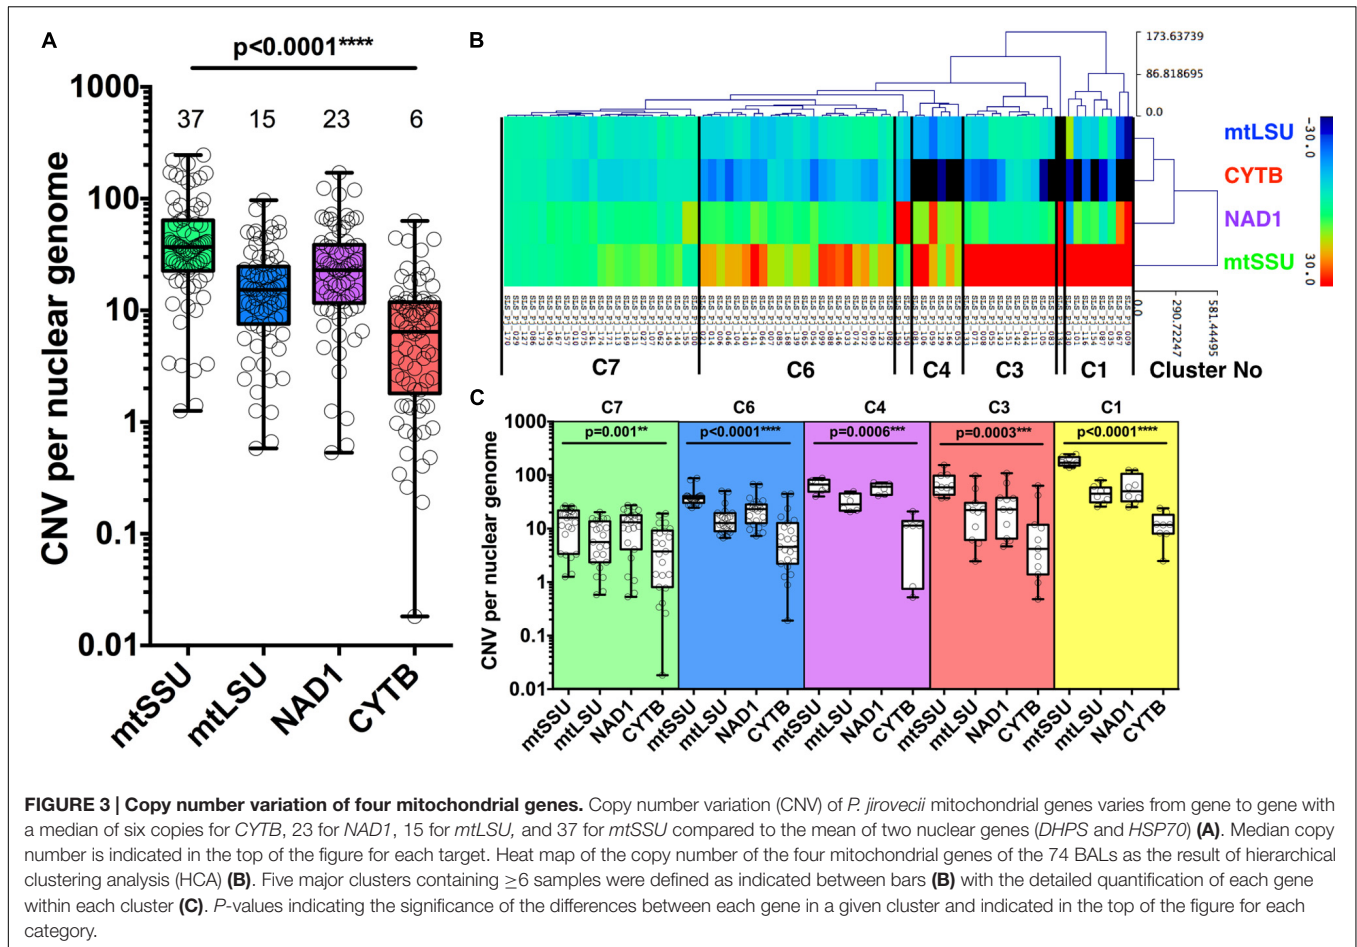 A
p<0.0001****
1000
37 15 23 6
100
10
1
0.1
0.01
CNV per nuclear genome
mtSSU
mtLSU
NAD1
CYTB
B
173.63739
86.818695
0.0
mtLSU
CYTB
NAD1
mtSSU
-30.0
30.0
0.0
290.72247
581.44495
C7 C6 C4 C3 C1 Cluster No
C
C7 C6 C4 C3 C1
p=0.001** p<0.0001**** p=0.0006*** p=0.0003*** p<0.0001****
1000
100
10
1
0.1
0.01
CNV per nuclear genome
mtSSU mtLSU NAD1 CYTB mtSSU mtLSU NAD1 CYTB mtSSU mtLSU NAD1 CYTB mtSSU mtLSU NAD1 CYTB mtSSU mtLSU NAD1 CYTB
FIGURE 3 | Copy number variation of four mitochondrial genes. Copy number variation (CNV) of P. jirovecii mitochondrial genes varies from gene to gene with
a median of six copies for CYTB, 23 for NAD1, 15 for mtLSU, and 37 for mtSSU compared to the mean of two nuclear genes (DHPS and HSP70) (A). Median copy
number is indicated in the top of the figure for each target. Heat map of the copy number of the four mitochondrial genes of the 74 BALs as the result of hierarchical
clustering analysis (HCA) (B). Five major clusters containing ≥6 samples were defined as indicated between bars (B) with the detailed quantification of each gene
within each cluster (C). P-values indicating the significance of the differences between each gene in a given cluster and indicated in the top of the figure for each
category.